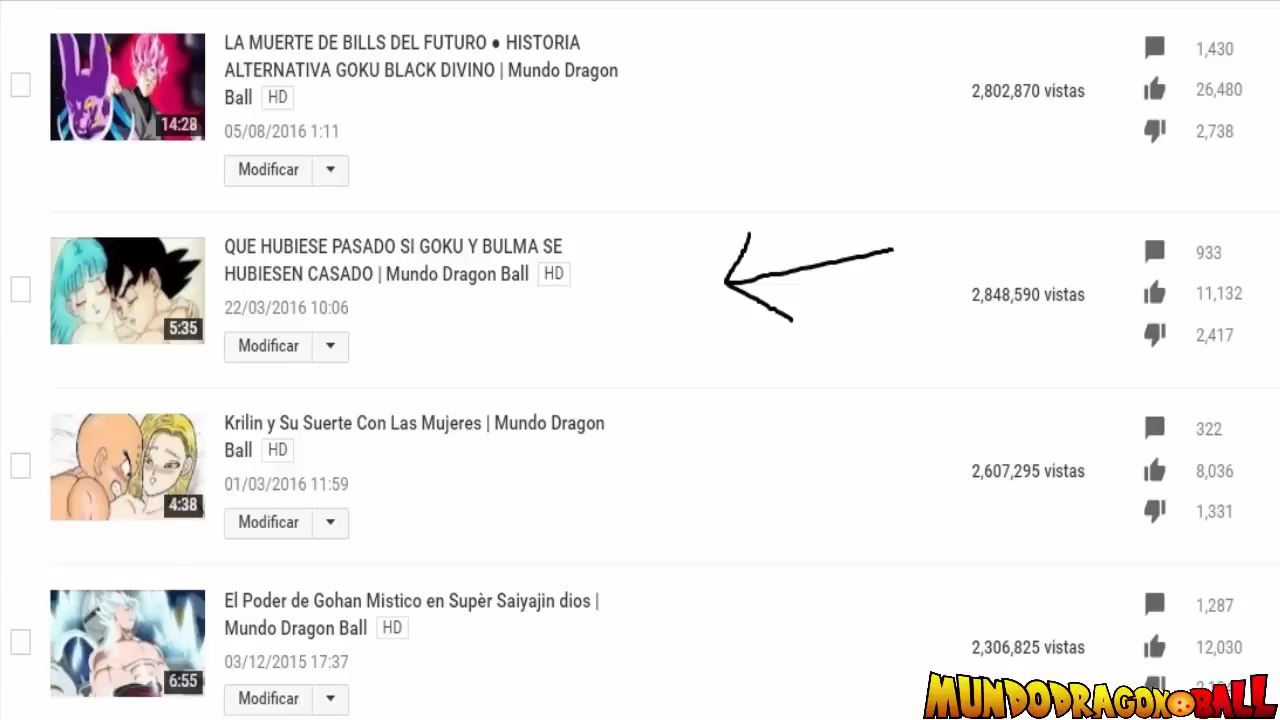 LA MUERTE DE BILLS DEL FUTURO ● HISTORIA
ALTERNATIVA GOKU BLACK DIVINO | Mundo Dragon
Ball HD
14:28
05/08/2016 1:11
Modificar
2,802,870 vistas
1,430
26,480
2,738
QUE HUBIESE PASADO SI GOKU Y BULMA SE
HUBIESEN CASADO | Mundo Dragon Ball HD
5:35
22/03/2016 10:06
Modificar
2,848,590 vistas
933
11,132
2,417
Krilin y Su Suerte Con Las Mujeres | Mundo Dragon
Ball HD
4:38
01/03/2016 11:59
Modificar
2,607,295 vistas
322
8,036
1,331
El Poder de Gohan Mistico en Supèr Saiyajin dios |
Mundo Dragon Ball HD
6:55
03/12/2015 17:37
Modificar
2,306,825 vistas
1,287
12,030
MUNDODRAGONBALL